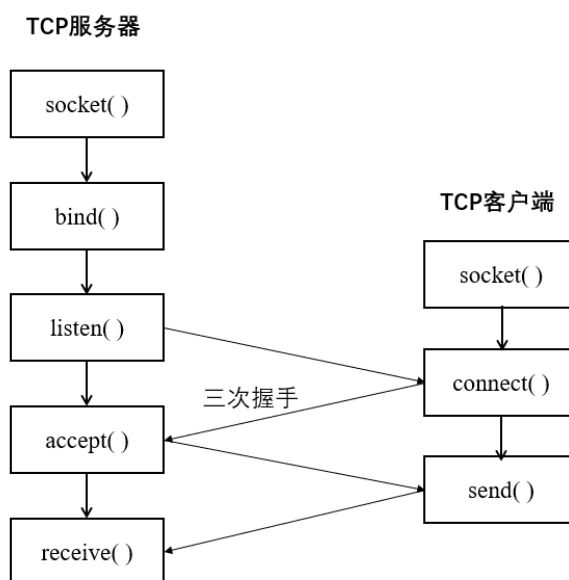 TCP服务器
socket( )
bind( )
listen( )
accept( )
receive( )
三次握手
TCP客户端
socket( )
connect( )
send( )